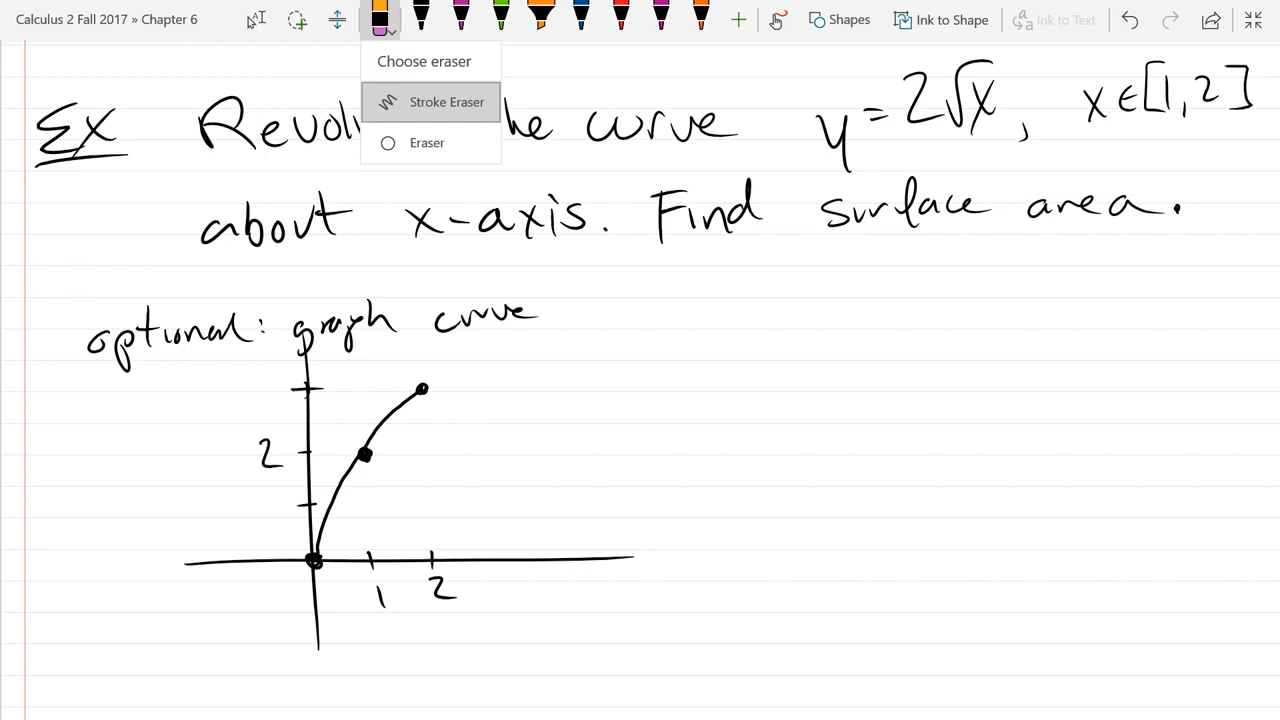 Calculus 2 Fall 2017 » Chapter 6
Shapes
Ink to Shape
Ink to Text
Choose eraser
Stroke Eraser
Eraser
Ex Revol he curve y = 2√x, x ∈ [1, 2]
about x-axis. Find surface area.
optional: graph curve
2
1 2